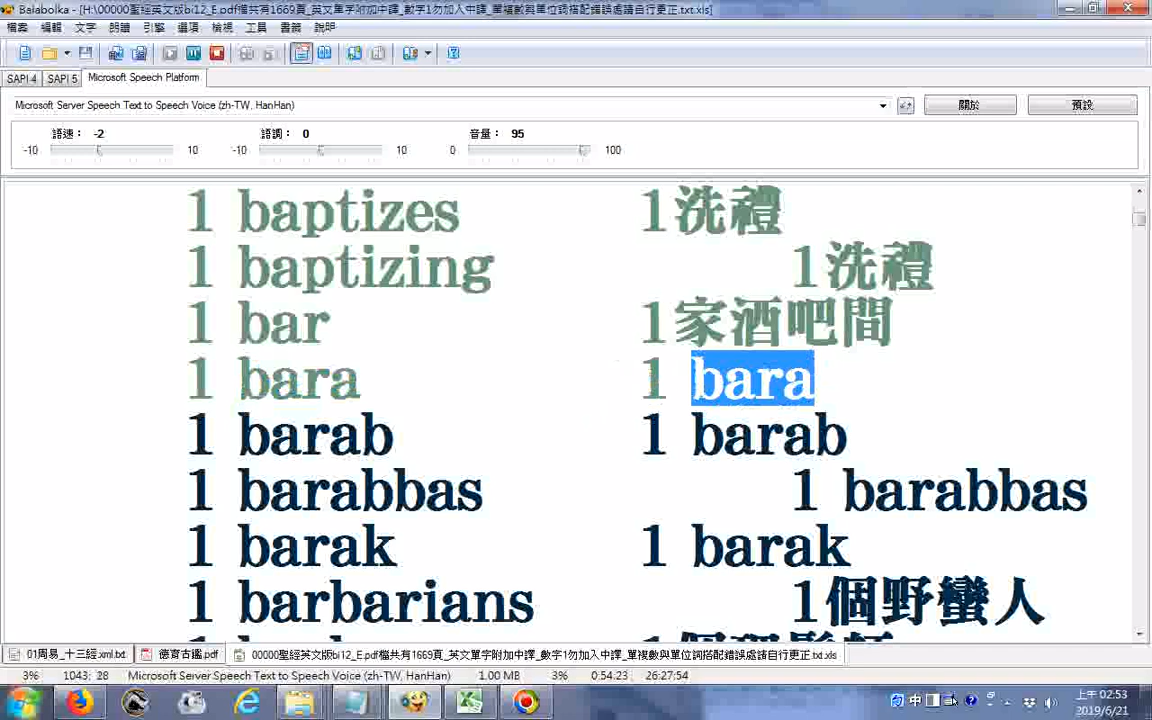 Balabolka - [H:\00000聖經英文版bi12_E.pdf檔共有1669頁_英文單字附加中譯_數字1勿加入中譯_單複數與單位詞搭配錯誤處請自行更正.txt.xls]
檔案 編輯 文字 朗讀 引擎 選項 檢視 工具 書籤 說明
SAPI 4 SAPI 5 Microsoft Speech Platform
Microsoft Server Speech Text to Speech Voice (zh-TW, HanHan) 關於 預設
語速： -2 語調： 0 音量： 95
-10 10 -10 10 0 100
1 baptizes 1洗禮
1 baptizing 1洗禮
1 bar 1家酒吧間
1 bara 1 bara
1 barab 1 barab
1 barabbas 1 barabbas
1 barak 1 barak
1 barbarians 1個野蠻人
01周易_十三經.xml.txt 德育古鑑.pdf 00000聖經英文版bi12_E.pdf檔共有1669頁_英文單字附加中譯_數字1勿加入中譯_單複數與單位詞搭配錯誤處請自行更正.txt.xls
3% 1043: 28 Microsoft Server Speech Text to Speech Voice (zh-TW, HanHan) 1.00 MB 3% 0:54:23 26:27:54
中 上午 02:53
2019/6/21